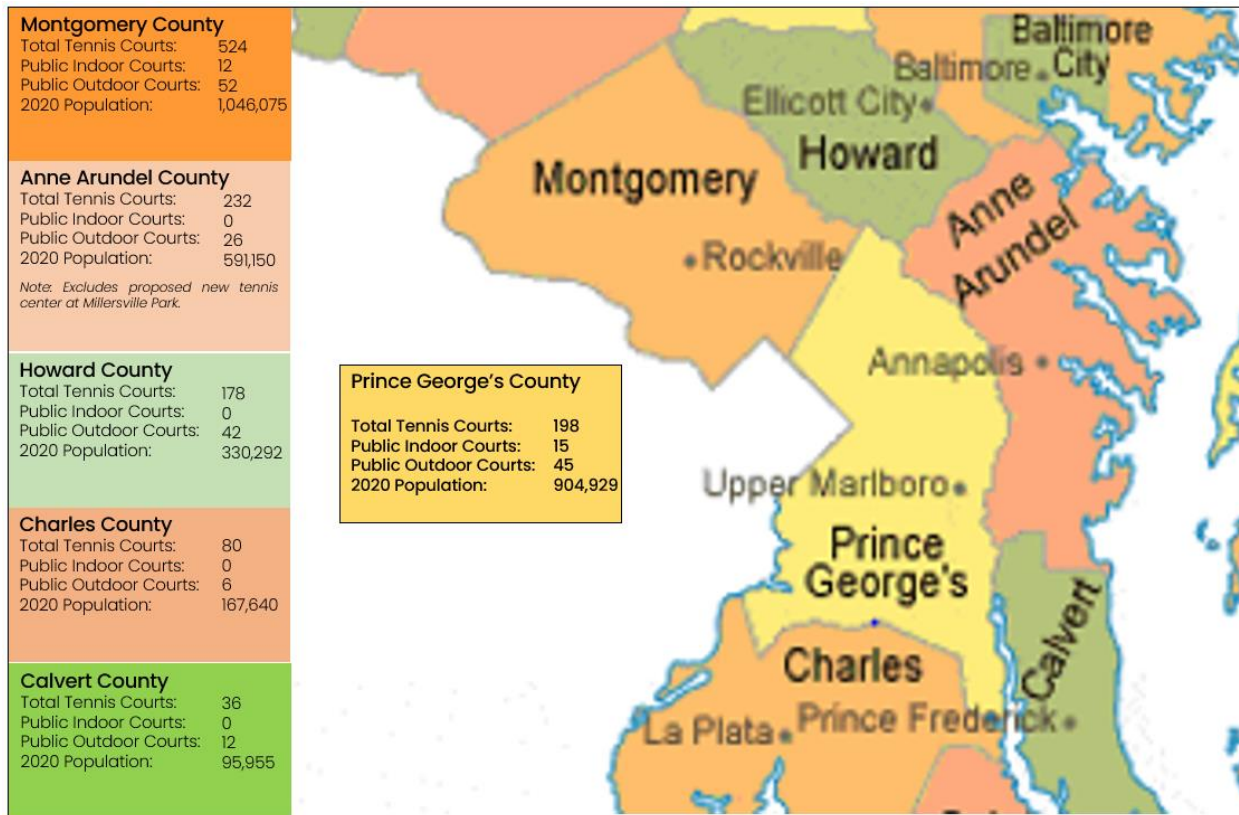 Montgomery County
Total Tennis Courts: 524
Public Indoor Courts: 12
Public Outdoor Courts: 52
2020 Population: 1,046,075
Anne Arundel County
Total Tennis Courts: 232
Public Indoor Courts: 0
Public Outdoor Courts: 26
2020 Population: 591,150
Note: Excludes proposed new tennis
center at Millersville Park.
Howard County
Total Tennis Courts: 178
Public Indoor Courts: 0
Public Outdoor Courts: 42
2020 Population: 330,292
Charles County
Total Tennis Courts: 80
Public Indoor Courts: 0
Public Outdoor Courts: 6
2020 Population: 167,640
Calvert County
Total Tennis Courts: 36
Public Indoor Courts: 0
Public Outdoor Courts: 12
2020 Population: 95,955
Prince George's County
Total Tennis Courts: 198
Public Indoor Courts: 15
Public Outdoor Courts: 45
2020 Population: 904,929
Baltimore
City
Baltimore
Ellicott City
Howard
Montgomery
Rockville
Anne
Arundel
Annapolis
Upper Marlboro
Prince
George's
Calvert
Charles
La Plata
Prince Frederick